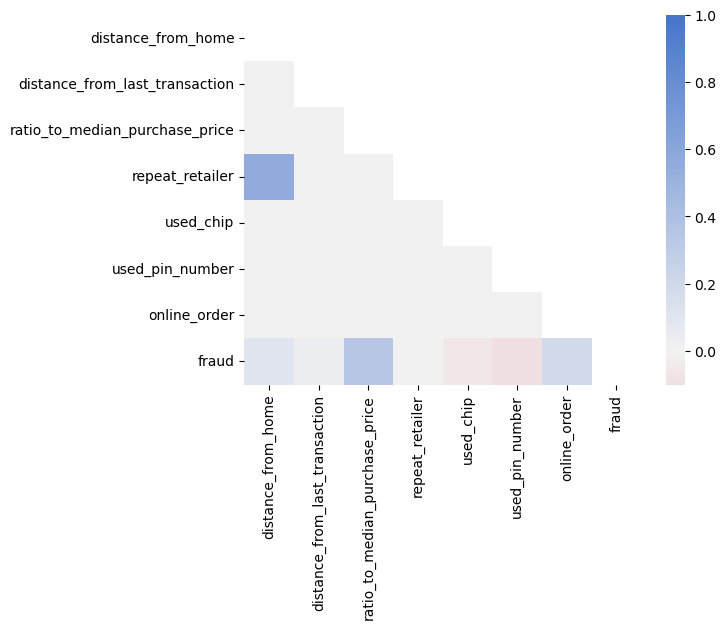 distance_from_home
distance_from_last_transaction
ratio_to_median_purchase_price
repeat_retailer
used_chip
used_pin_number
online_order
fraud
distance_from_home
distance_from_last_transaction
ratio_to_median_purchase_price
repeat_retailer
used_chip
used_pin_number
online_order
fraud
1.0
0.8
0.6
0.4
0.2
0.0